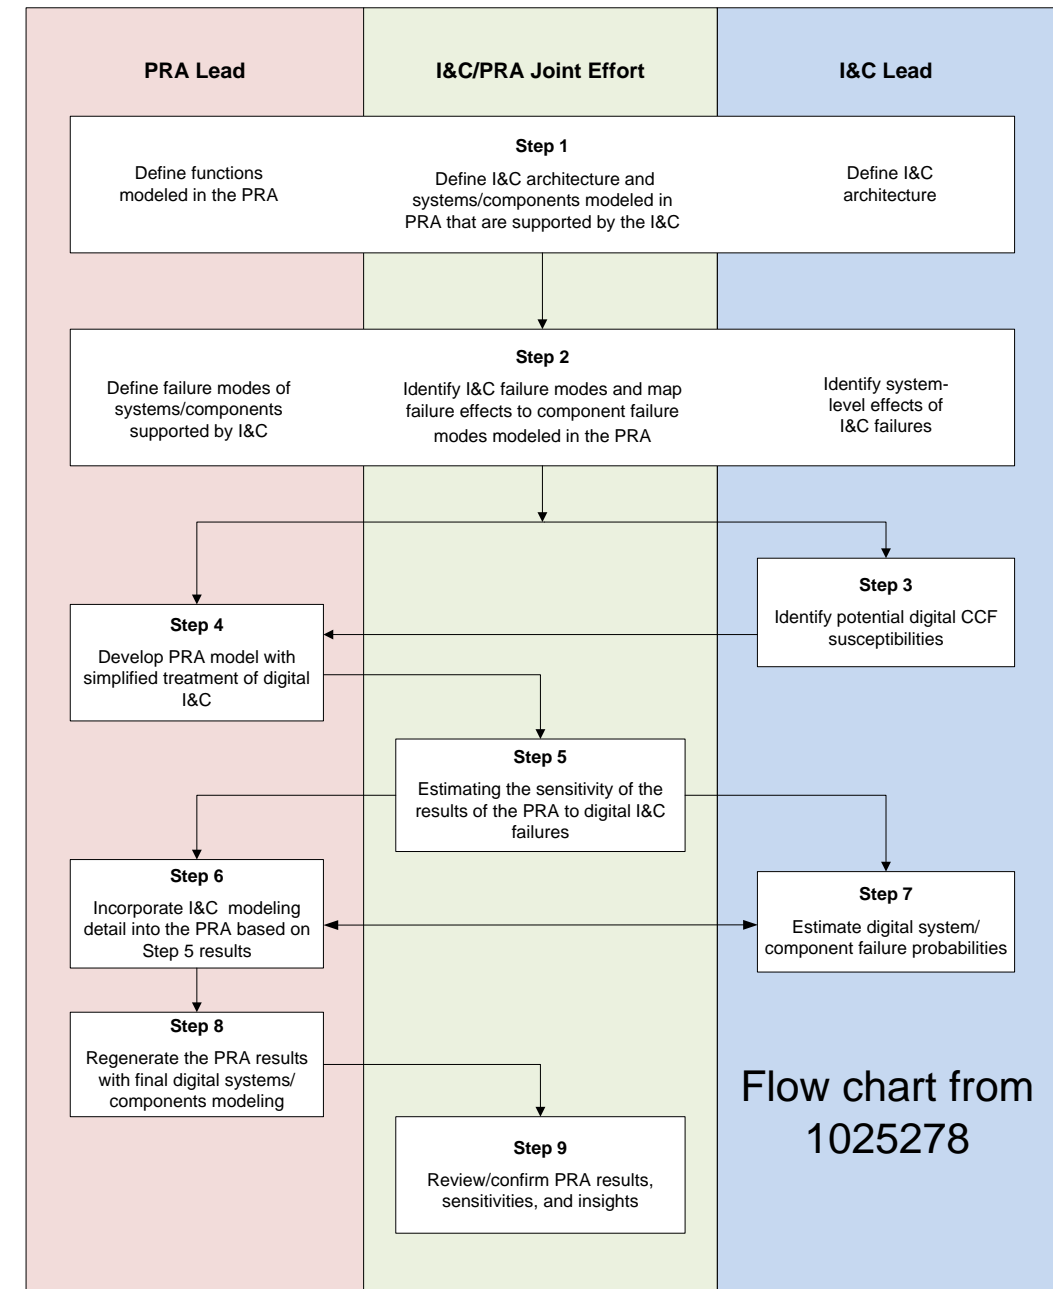 PRA Lead
I&C/PRA Joint Effort
I&C Lead
Step 1
Define functions
modeled in the PRA
Define I&C architecture and
systems/components modeled in
PRA that are supported by the I&C
Define I&C
architecture
Step 2
Define failure modes of
systems/components
supported by I&C
Identify I&C failure modes and map
failure effects to component failure
modes modeled in the PRA
Identify system-
level effects of
I&C failures
Step 3
Identify potential digital CCF
susceptibilities
Step 4
Develop PRA model with
simplified treatment of digital
I&C
Step 5
Estimating the sensitivity of the
results of the PRA to digital I&C
failures
Step 6
Incorporate I&C modeling
detail into the PRA based on
Step 5 results
Step 7
Estimate digital system/
component failure probabilities
Step 8
Regenerate the PRA results
with final digital systems/
components modeling
Flow chart from
1025278
Step 9
Review/confirm PRA results,
sensitivities, and insights